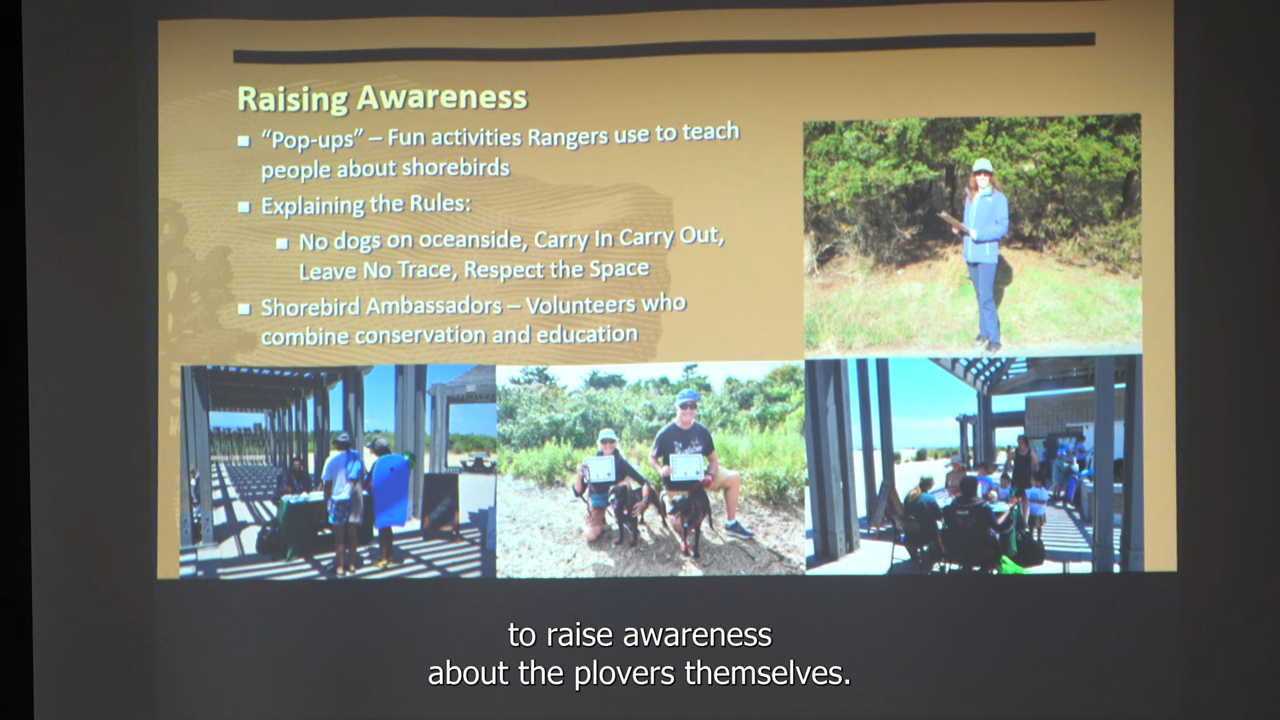 Raising Awareness
▪ “Pop-ups” – Fun activities Rangers use to teach
people about shorebirds
▪ Explaining the Rules:
▪ No dogs on oceanside, Carry In Carry Out,
Leave No Trace, Respect the Space
▪ Shorebird Ambassadors – Volunteers who
combine conservation and education
to raise awareness
about the plovers themselves.